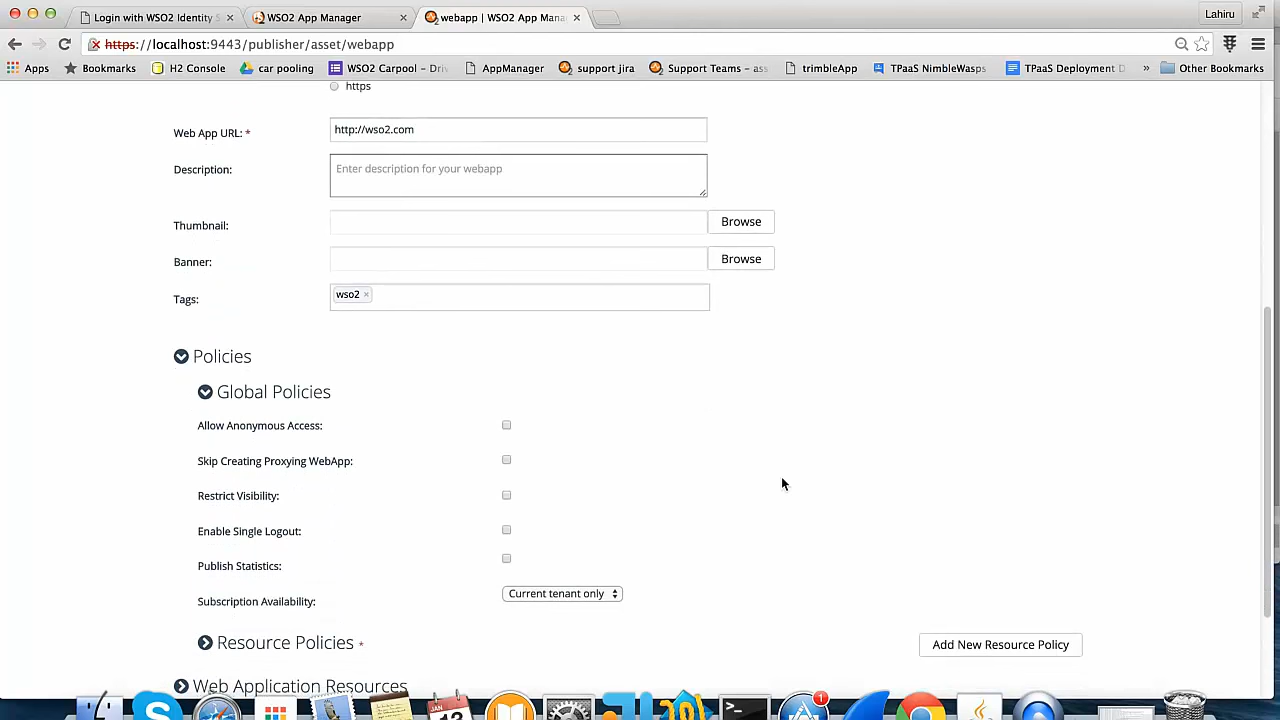 Login with WSO2 Identity S
WSO2 App Manager
webapp | WSO2 App Mana
Lahiru
https://localhost:9443/publisher/asset/webapp
Apps
Bookmarks
H2 Console
car pooling
WSO2 Carpool - Driv
AppManager
support jira
Support Teams - ass
trimbleApp
TPaaS NimbleWasps
TPaaS Deployment D
»
Other Bookmarks
https
Web App URL: *
http://wso2.com
Description:
Enter description for your webapp
Thumbnail:
Browse
Banner:
Browse
Tags:
wso2 ×
Policies
Global Policies
Allow Anonymous Access:
Skip Creating Proxying WebApp:
Restrict Visibility:
Enable Single Logout:
Publish Statistics:
Subscription Availability:
Current tenant only
Resource Policies *
Add New Resource Policy
Web Application Resources
1
JAN